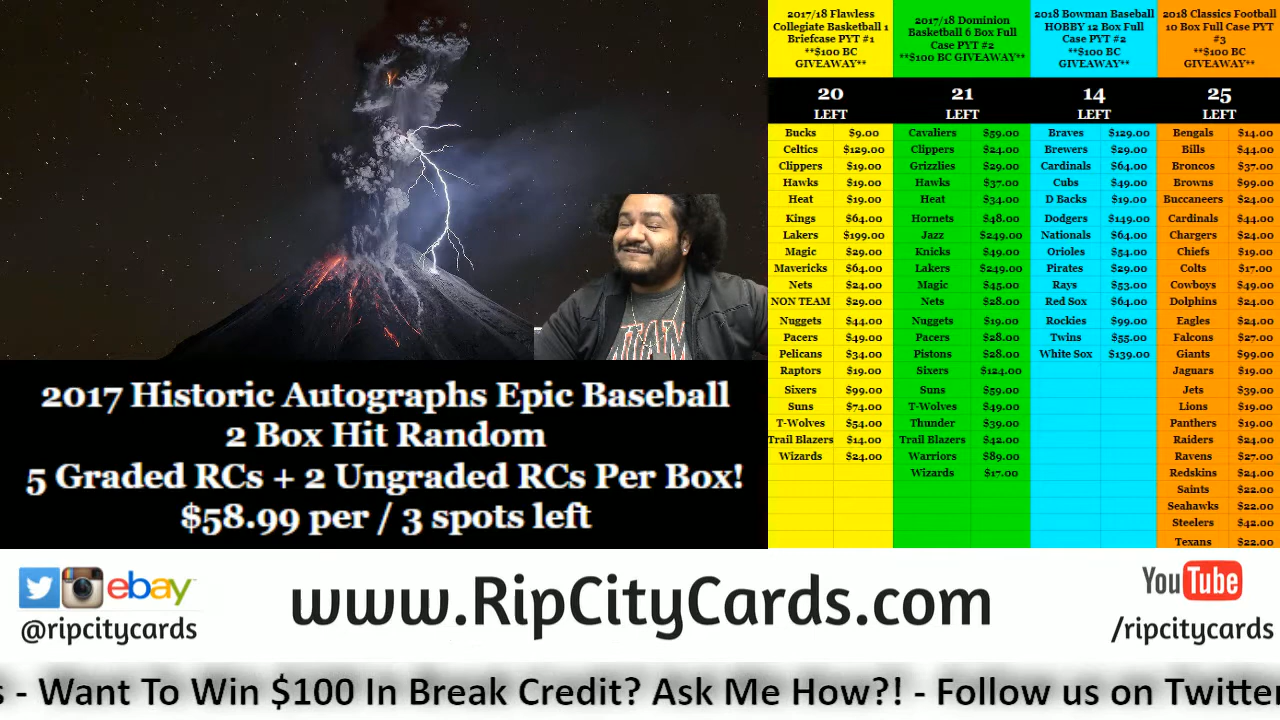 2017/18 Flawless
Collegiate Basketball 1
Briefcase PYT #1
**$100 BC
GIVEAWAY**
20
LEFT
Bucks $9.00
Celtics $129.00
Clippers $19.00
Hawks $19.00
Heat $19.00
Kings $64.00
Lakers $199.00
Magic $29.00
Mavericks $64.00
Nets $24.00
NON TEAM $29.00
Nuggets $44.00
Pacers $49.00
Pelicans $34.00
Raptors $19.00
Sixers $99.00
Suns $74.00
T-Wolves $54.00
Trail Blazers $14.00
Wizards $24.00
2017/18 Dominion
Basketball 6 Box Full
Case PYT #2
**$100 BC GIVEAWAY**
21
LEFT
Cavaliers $59.00
Clippers $24.00
Grizzlies $29.00
Hawks $37.00
Heat $34.00
Hornets $48.00
Jazz $249.00
Knicks $49.00
Lakers $249.00
Magic $45.00
Nets $28.00
Nuggets $19.00
Pacers $28.00
Pistons $28.00
Sixers $124.00
Suns $59.00
T-Wolves $49.00
Thunder $39.00
Trail Blazers $42.00
Warriors $89.00
Wizards $17.00
2018 Bowman Baseball
HOBBY 12 Box Full
Case PYT #2
**$100 BC
GIVEAWAY**
14
LEFT
Braves $129.00
Brewers $29.00
Cardinals $64.00
Cubs $49.00
D Backs $19.00
Dodgers $149.00
Nationals $64.00
Orioles $54.00
Pirates $29.00
Rays $53.00
Red Sox $64.00
Rockies $99.00
Twins $55.00
White Sox $139.00
2018 Classics Football
10 Box Full Case PYT
#3
**$100 BC
GIVEAWAY**
25
LEFT
Bengals $14.00
Bills $44.00
Broncos $37.00
Browns $99.00
Buccaneers $24.00
Cardinals $44.00
Chargers $24.00
Chiefs $19.00
Colts $17.00
Cowboys $49.00
Dolphins $24.00
Eagles $24.00
Falcons $27.00
Giants $99.00
Jaguars $19.00
Jets $39.00
Lions $19.00
Panthers $19.00
Raiders $24.00
Ravens $27.00
Redskins $24.00
Saints $22.00
Seahawks $22.00
Steelers $42.00
Texans $22.00
2017 Historic Autographs Epic Baseball
2 Box Hit Random
5 Graded RCs + 2 Ungraded RCs Per Box!
$58.99 per / 3 spots left
ebay
@ripcitycards
www.RipCityCards.com
YouTube
/ripcitycards
s - Want To Win $100 In Break Credit? Ask Me How?! - Follow us on Twitter